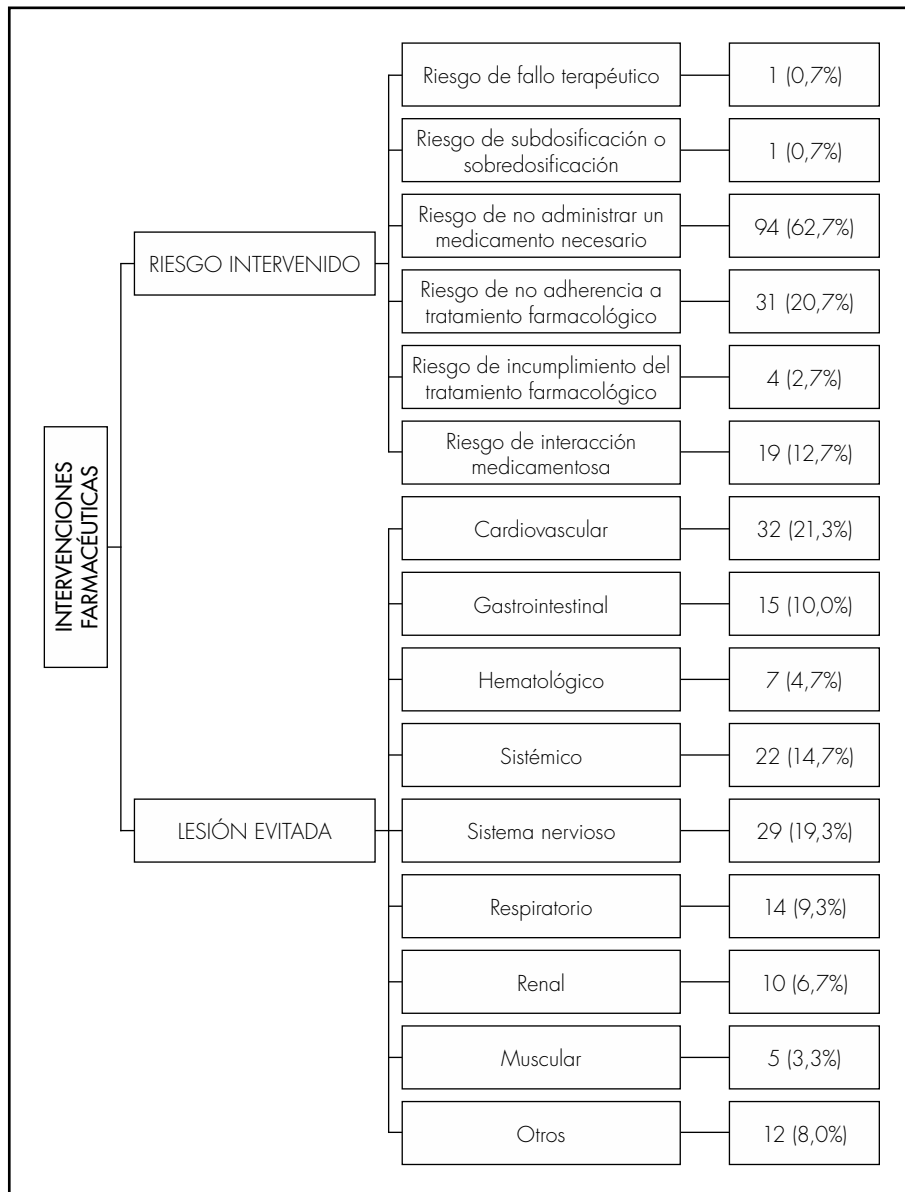 INTERVENCIONES
FARMACÉUTICAS
RIESGO INTERVENIDO
Riesgo de fallo terapéutico
1 (0,7%)
Riesgo de subdosificación o
sobredosificación
1 (0,7%)
Riesgo de no administrar un
medicamento necesario
94 (62,7%)
Riesgo de no adherencia a
tratamiento farmacológico
31 (20,7%)
Riesgo de incumplimiento del
tratamiento farmacológico
4 (2,7%)
Riesgo de interacción
medicamentosa
19 (12,7%)
LESIÓN EVITADA
Cardiovascular
32 (21,3%)
Gastrointestinal
15 (10,0%)
Hematológico
7 (4,7%)
Sistémico
22 (14,7%)
Sistema nervioso
29 (19,3%)
Respiratorio
14 (9,3%)
Renal
10 (6,7%)
Muscular
5 (3,3%)
Otros
12 (8,0%)